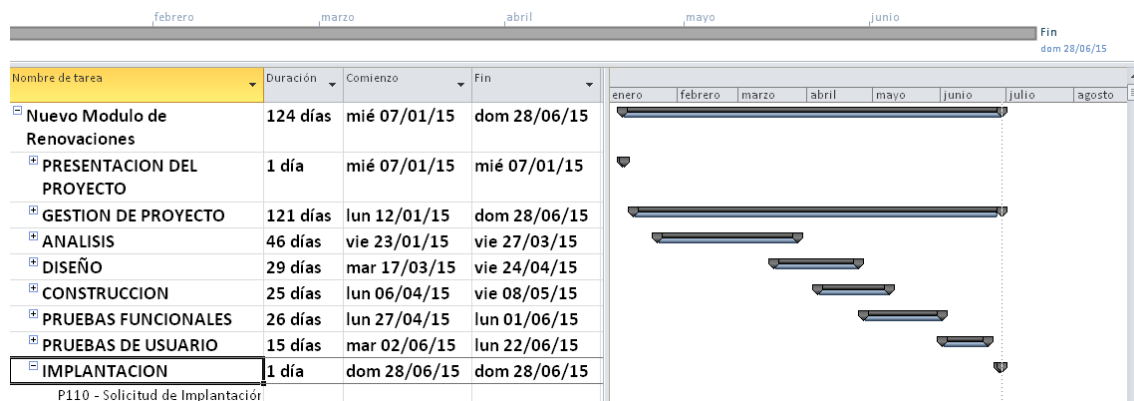 febrero marzo abril mayo junio
Fin
dom 28/06/15
Nombre de tarea Duración Comienzo Fin
enero febrero marzo abril mayo junio julio agosto
Nuevo Modulo de Renovaciones 124 días mié 07/01/15 dom 28/06/15
PRESENTACION DEL PROYECTO 1 día mié 07/01/15 mié 07/01/15
GESTION DE PROYECTO 121 días lun 12/01/15 dom 28/06/15
ANALISIS 46 días vie 23/01/15 vie 27/03/15
DISEÑO 29 días mar 17/03/15 vie 24/04/15
CONSTRUCCION 25 días lun 06/04/15 vie 08/05/15
PRUEBAS FUNCIONALES 26 días lun 27/04/15 lun 01/06/15
PRUEBAS DE USUARIO 15 días mar 02/06/15 lun 22/06/15
IMPLANTACION 1 día dom 28/06/15 dom 28/06/15
P110 - Solicitud de Implantación